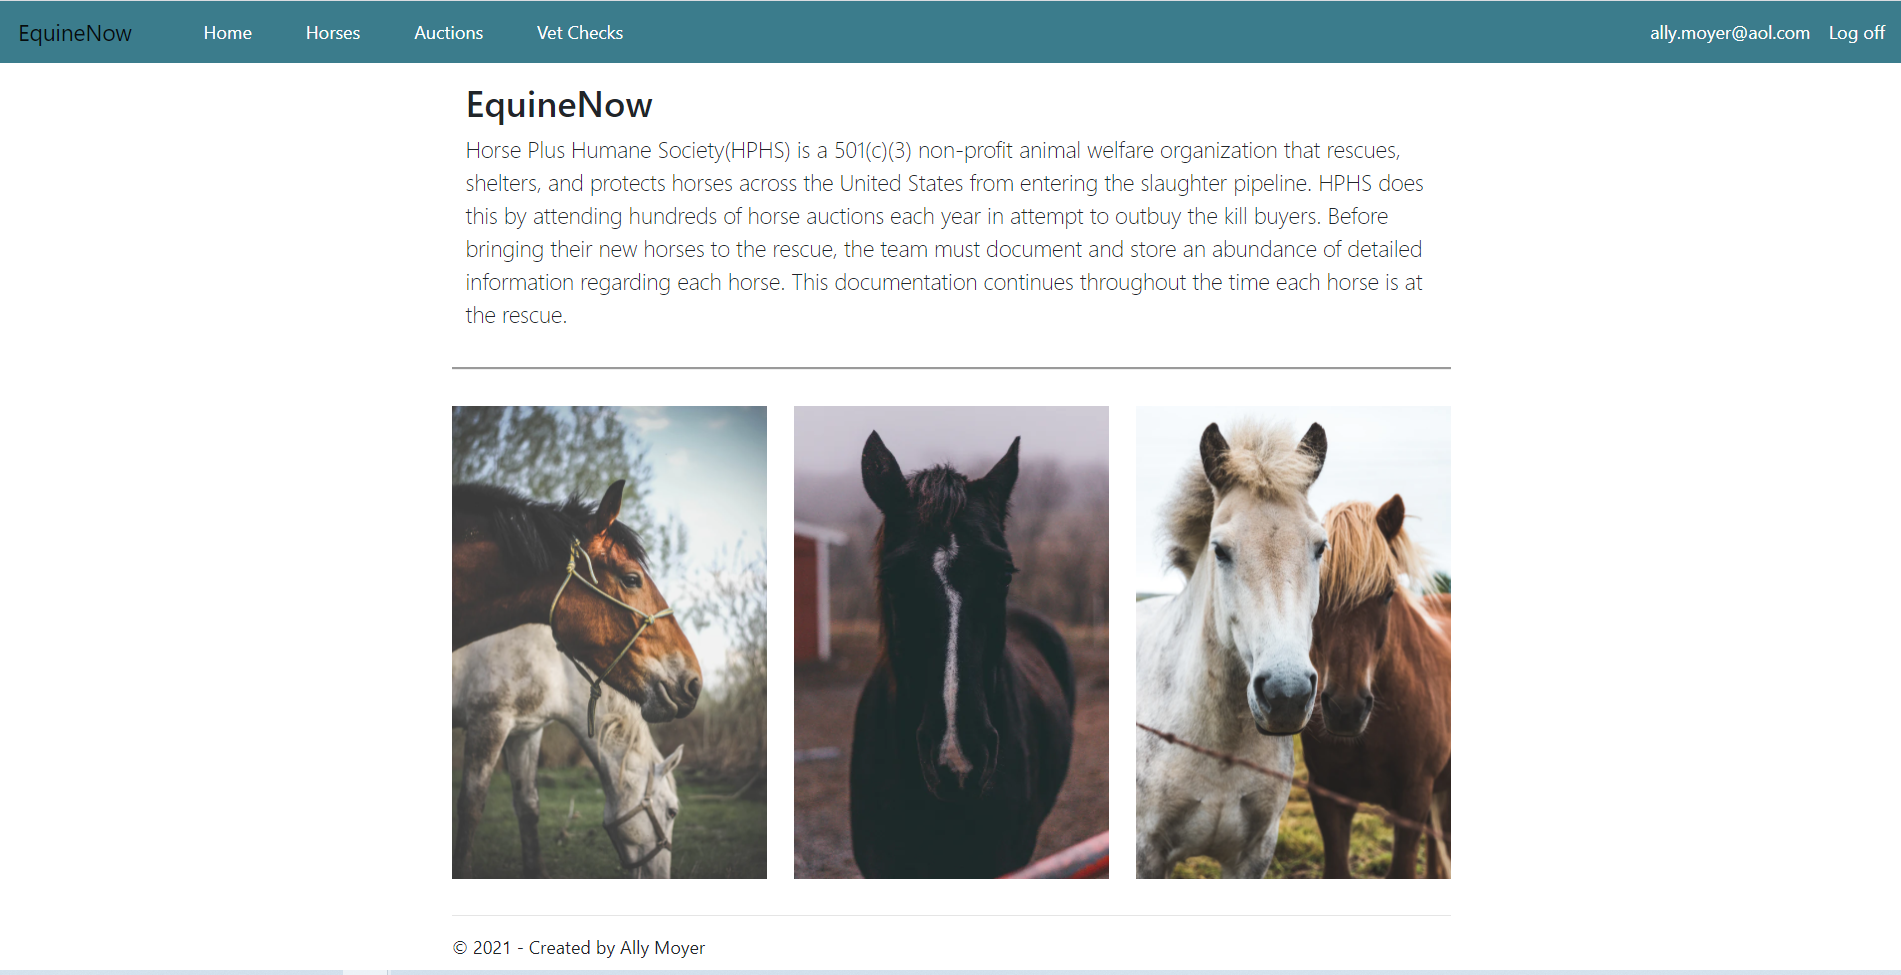 EquineNow Home Horses Auctions Vet Checks ally.moyer@aol.com Log off
EquineNow
Horse Plus Humane Society(HPHS) is a 501(c)(3) non-profit animal welfare organization that rescues,
shelters, and protects horses across the United States from entering the slaughter pipeline. HPHS does
this by attending hundreds of horse auctions each year in attempt to outbuy the kill buyers. Before
bringing their new horses to the rescue, the team must document and store an abundance of detailed
information regarding each horse. This documentation continues throughout the time each horse is at
the rescue.
© 2021 - Created by Ally Moyer